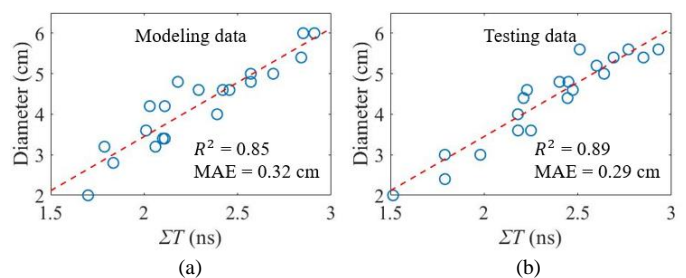 Modeling data
Diameter (cm)
6
5
4
3
2
R² = 0.85
MAE = 0.32 cm
1.5 2 2.5 3
ΣT (ns)
(a)
Testing data
Diameter (cm)
6
5
4
3
2
R² = 0.89
MAE = 0.29 cm
1.5 2 2.5 3
ΣT (ns)
(b)